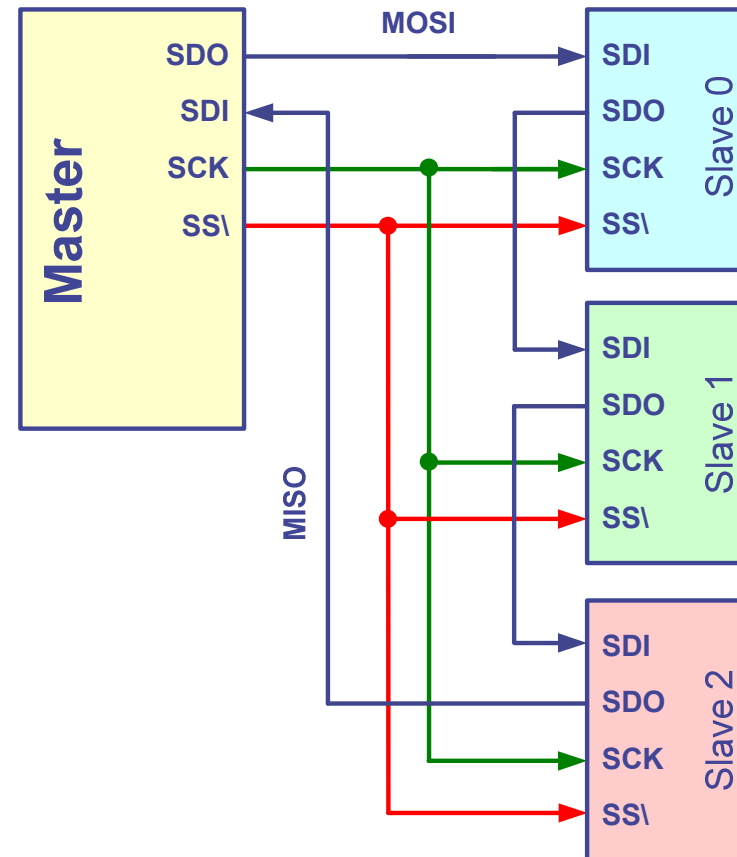 MOSI
Master
SDO
SDI
SCK
SS\
SDI
SDO
SCK
SS\
Slave 0
SDI
SDO
SCK
SS\
Slave 1
MISO
SDI
SDO
SCK
SS\
Slave 2